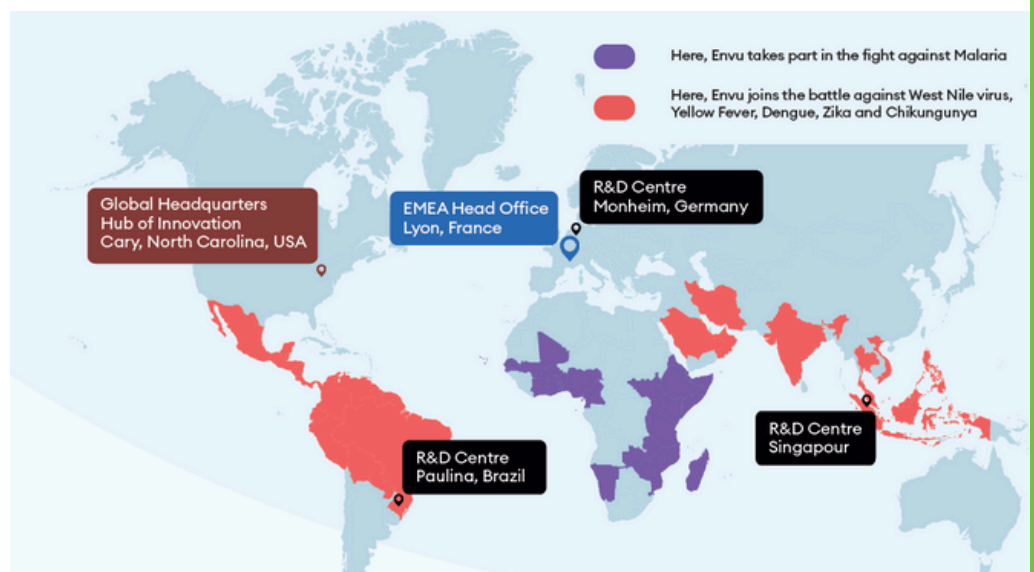 Here, Envu takes part in the fight against Malaria
Here, Envu joins the battle against West Nile virus,
Yellow Fever, Dengue, Zika and Chikungunya
Global Headquarters
Hub of Innovation
Cary, North Carolina, USA
EMEA Head Office
Lyon, France
R&D Centre
Monheim, Germany
R&D Centre
Paulina, Brazil
R&D Centre
Singapour